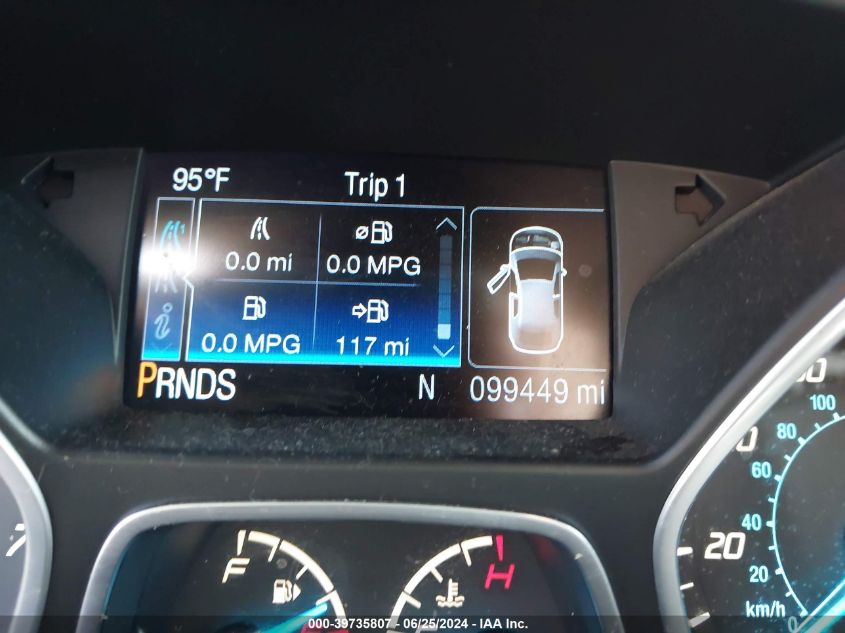 95°F Trip 1
0.0 mi 0.0 MPG
0.0 MPG 117 mi
PRNDS N 099449 mi
100
80
60
40
20 20
km/h 0
F H
000-39735807 - 06/25/2024 - IAA Inc.